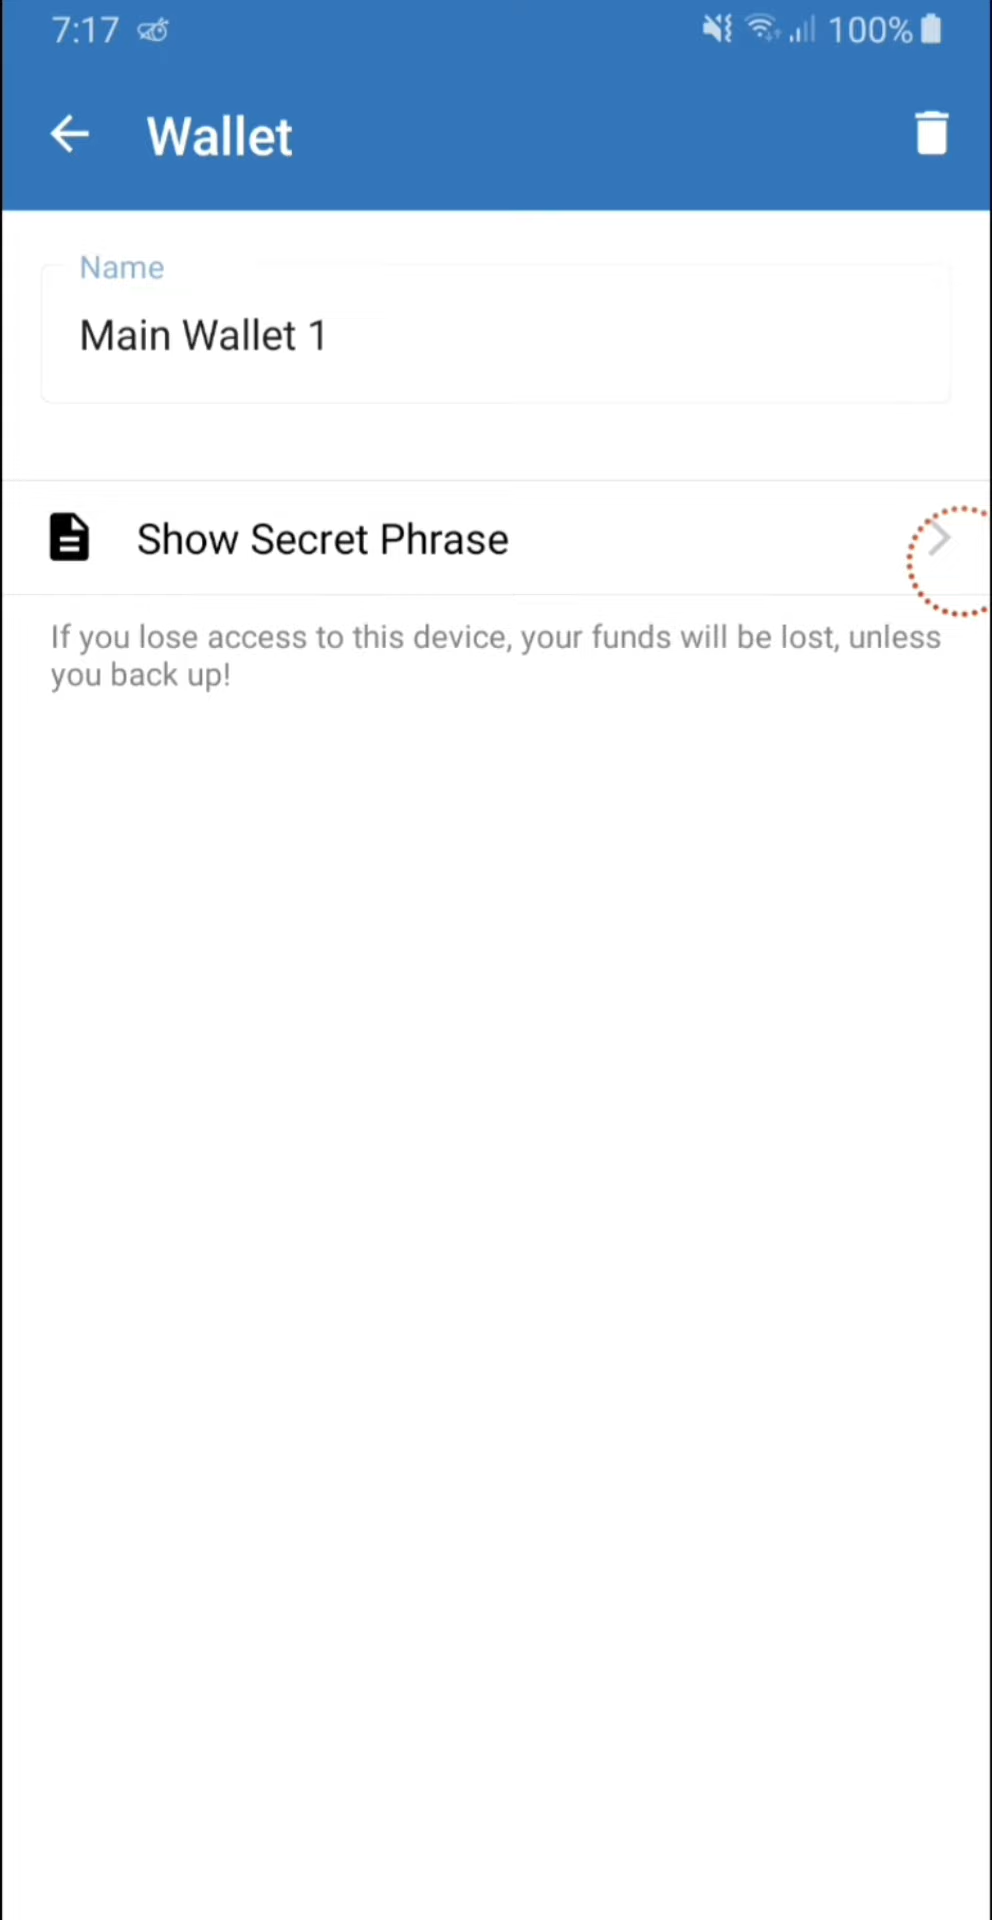 7:17 100%
Wallet
Name
Main Wallet 1
Show Secret Phrase
If you lose access to this device, your funds will be lost, unless
you back up!